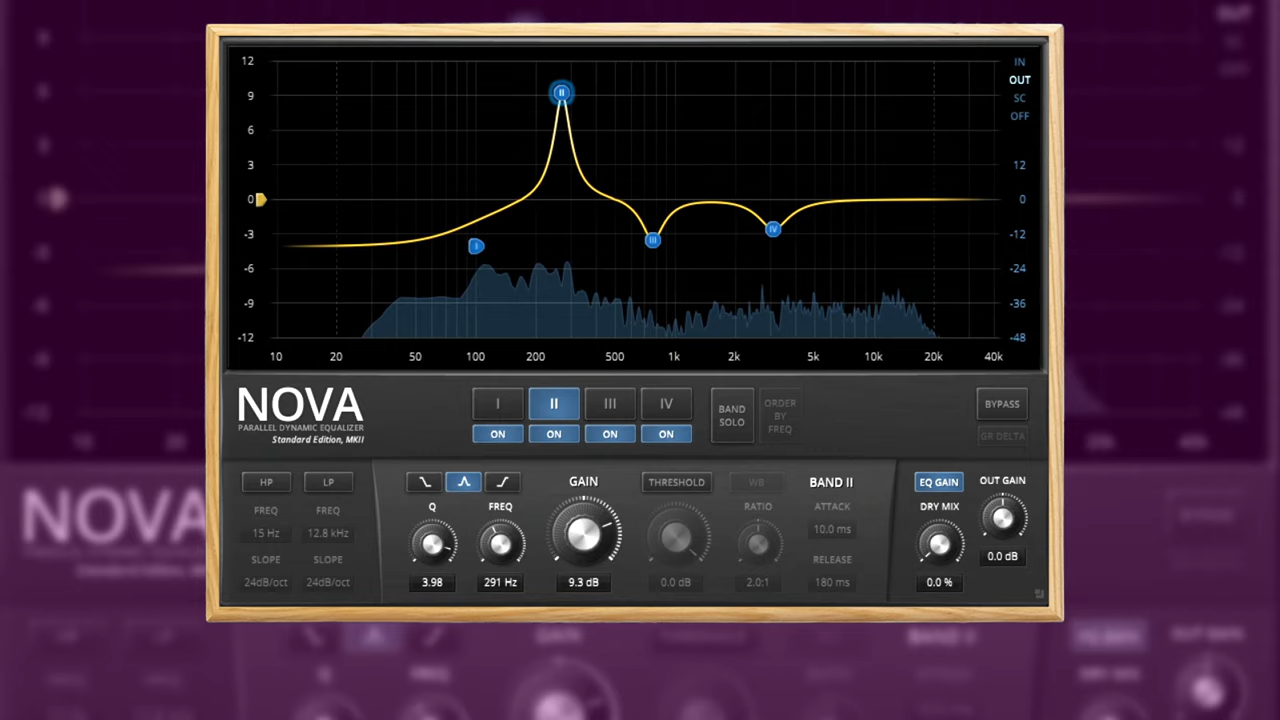 12
9
6
3
0
-3
-6
-9
-12
IN
OUT
SC
OFF
12
0
-12
-24
-36
-48
II
I
III
IV
10 20 50 100 200 500 1k 2k 5k 10k 20k 40k
NOVA
PARALLEL DYNAMIC EQUALIZER
Standard Edition, MKII
I II III IV
ON ON ON ON
BAND
SOLO
ORDER
BY
FREQ
BYPASS
GR DELTA
HP LP
FREQ FREQ
15 Hz 12.8 kHz
SLOPE SLOPE
24dB/oct 24dB/oct
Q FREQ GAIN
3.98 291 Hz 9.3 dB
THRESHOLD
0.0 dB
WB
RATIO
2.0:1
BAND II
ATTACK
10.0 ms
RELEASE
180 ms
EQ GAIN
DRY MIX
0.0 %
OUT GAIN
0.0 dB
NOVA